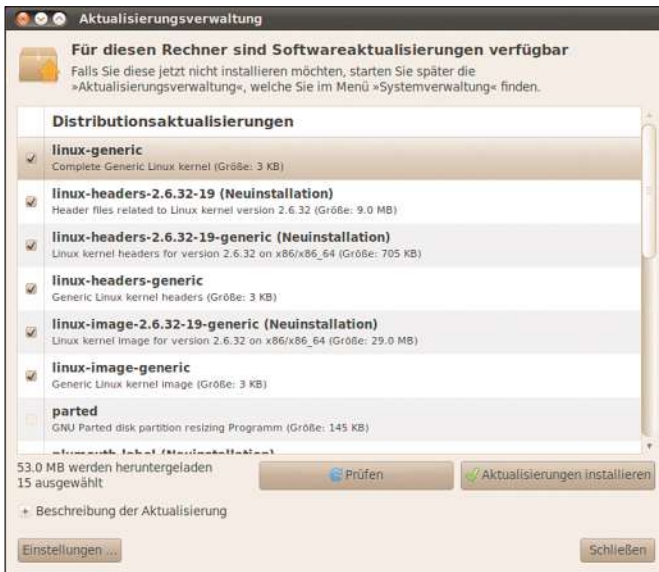 Aktualisierungsverwaltung
Für diesen Rechner sind Softwareaktualisierungen verfügbar
Falls Sie diese jetzt nicht installieren möchten, starten Sie später die
»Aktualisierungsverwaltung«, welche Sie im Menü »Systemverwaltung« finden.
Distributionsaktualisierungen
linux-generic
Complete Generic Linux kernel (Größe: 3 KB)
linux-headers-2.6.32-19 (Neuinstallation)
Header files related to Linux kernel version 2.6.32 (Größe: 9.0 MB)
linux-headers-2.6.32-19-generic (Neuinstallation)
Linux kernel headers for version 2.6.32 on x86/x86_64 (Größe: 705 KB)
linux-headers-generic
Generic Linux kernel headers (Größe: 3 KB)
linux-image-2.6.32-19-generic (Neuinstallation)
Linux kernel image for version 2.6.32 on x86/x86_64 (Größe: 29.0 MB)
linux-image-generic
Generic Linux kernel image (Größe: 3 KB)
parted
GNU Parted disk partition resizing Programm (Größe: 145 KB)
plymouth-label (Neuinstallation)
53.0 MB werden heruntergeladen
15 ausgewählt
Prüfen
Aktualisierungen installieren
Beschreibung der Aktualisierung
Einstellungen ...
Schließen